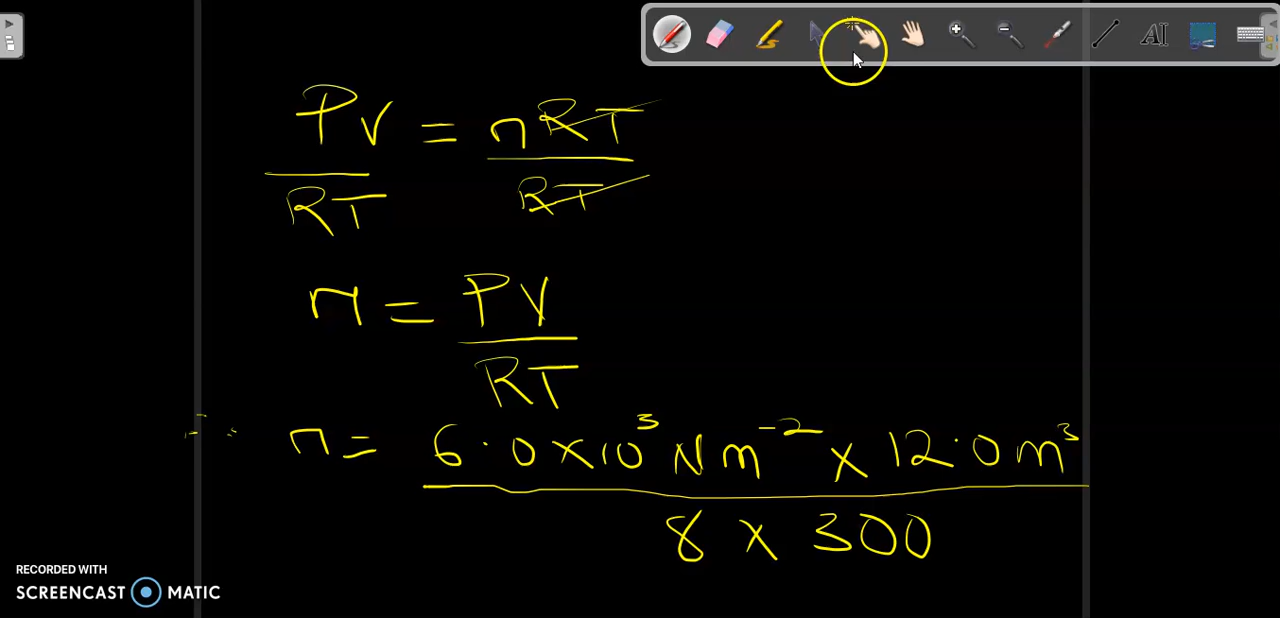 PV = nRT
RT RT
n = PV
RT
∴ n = 6.0 × 10³ Nm⁻² × 12.0 m³
8 × 300
AI
RECORDED WITH
SCREENCAST MATIC